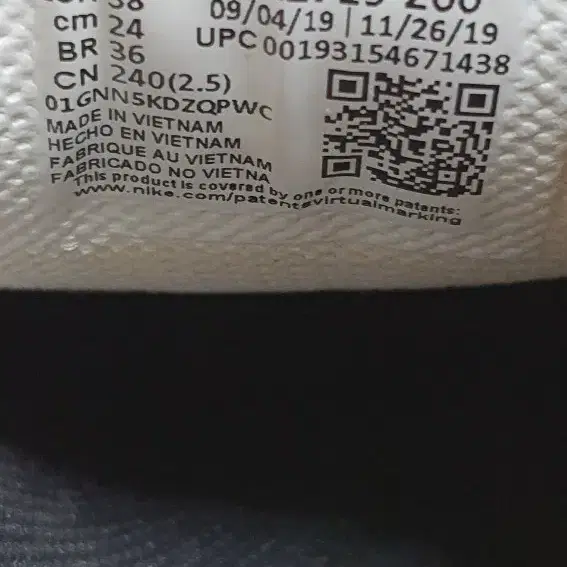 38
cm 24
BR 36
CN 240(2.5)
01GNN5KDZQPWC
MADE IN VIETNAM
HECHO EN VIETNAM
FABRIQUE AU VIETNAM
FABRICADO NO VIETNA
This product is covered by one or more patents:
www.nike.com/patentsvirtualmarking
09/04/19 | 11/26/19
UPC 00193154671438